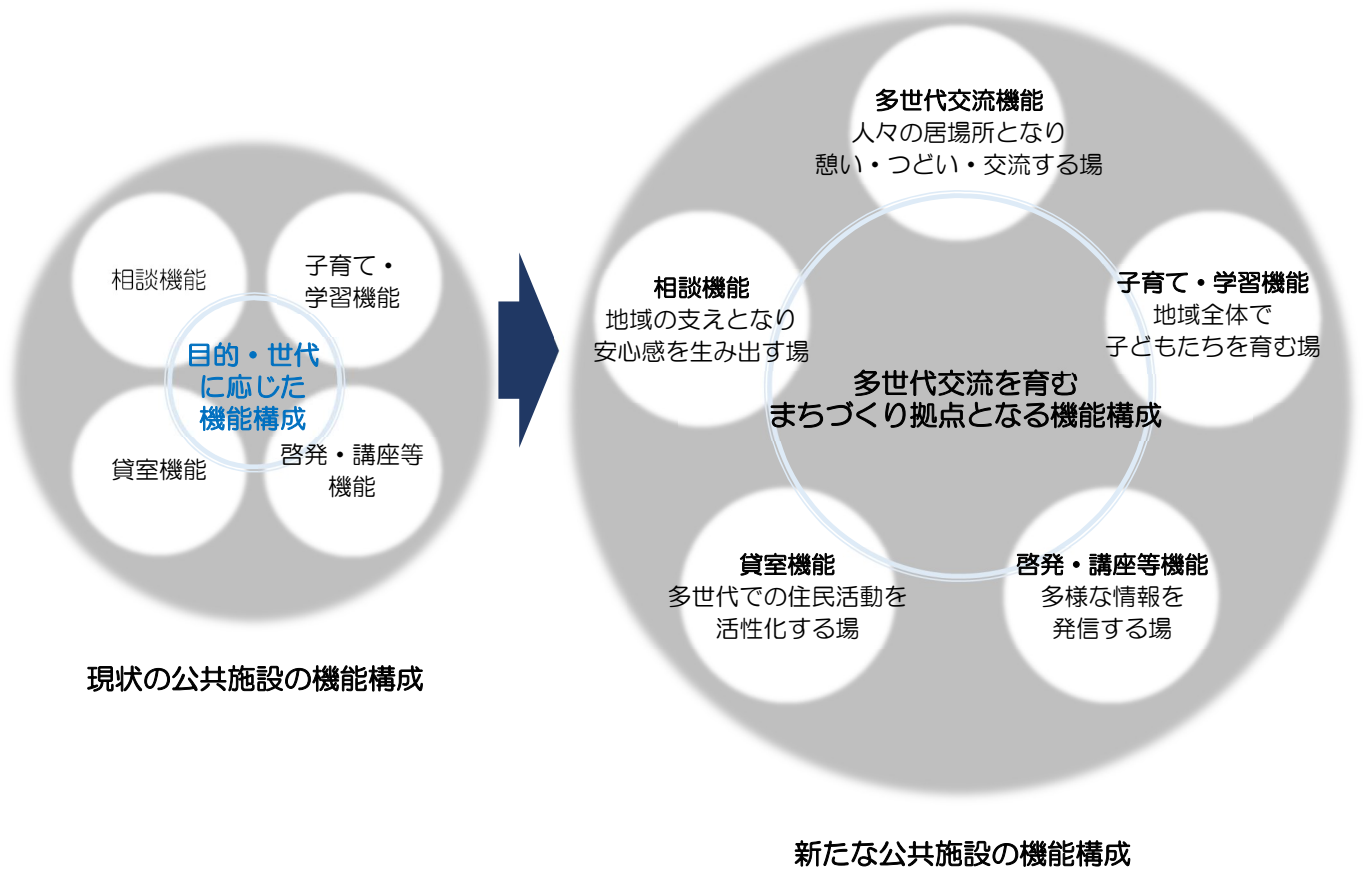 相談機能
子育て・
学習機能
目的・世代
に応じた
機能構成
貸室機能
啓発・講座等
機能
現状の公共施設の機能構成
多世代交流機能
人々の居場所となり
憩い・つどい・交流する場
相談機能
地域の支えとなり
安心感を生み出す場
子育て・学習機能
地域全体で
子どもたちを育む場
多世代交流を育む
まちづくり拠点となる機能構成
貸室機能
多世代での住民活動を
活性化する場
啓発・講座等機能
多様な情報を
発信する場
新たな公共施設の機能構成